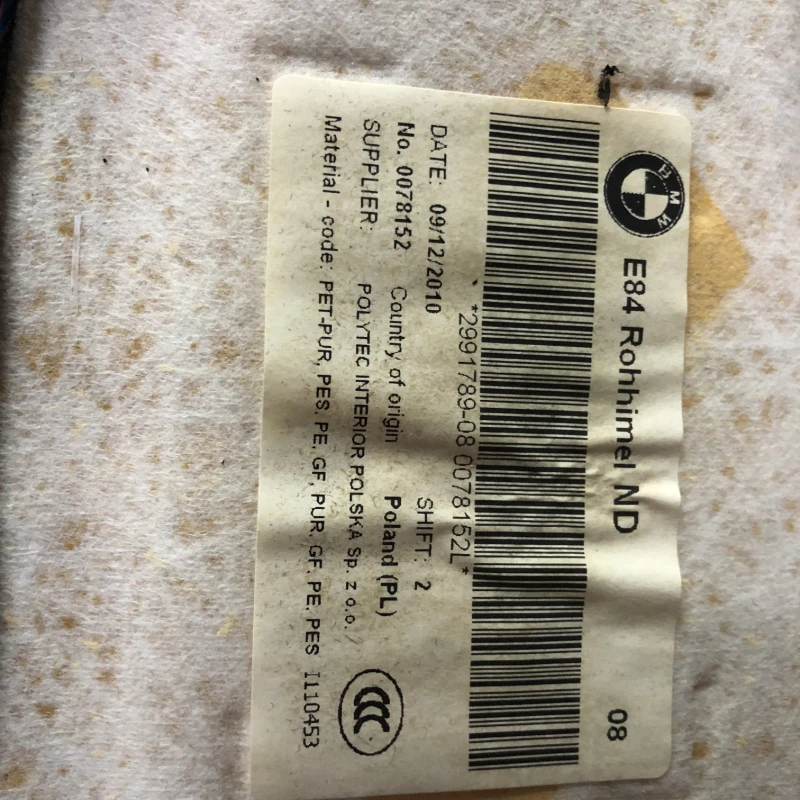 BMW
E84 Rohhimel ND 08
*2991789-08 0078152L*
DATE: 09/12/2010 SHIFT: 2
No. 0078152 Country of origin Poland (PL)
SUPPLIER: POLYTEC INTERIOR POLSKA Sp. z o.o. /
Material - code: PET-PUR, PES, PE, GF, PUR, GF, PE, PES I110453
CCC